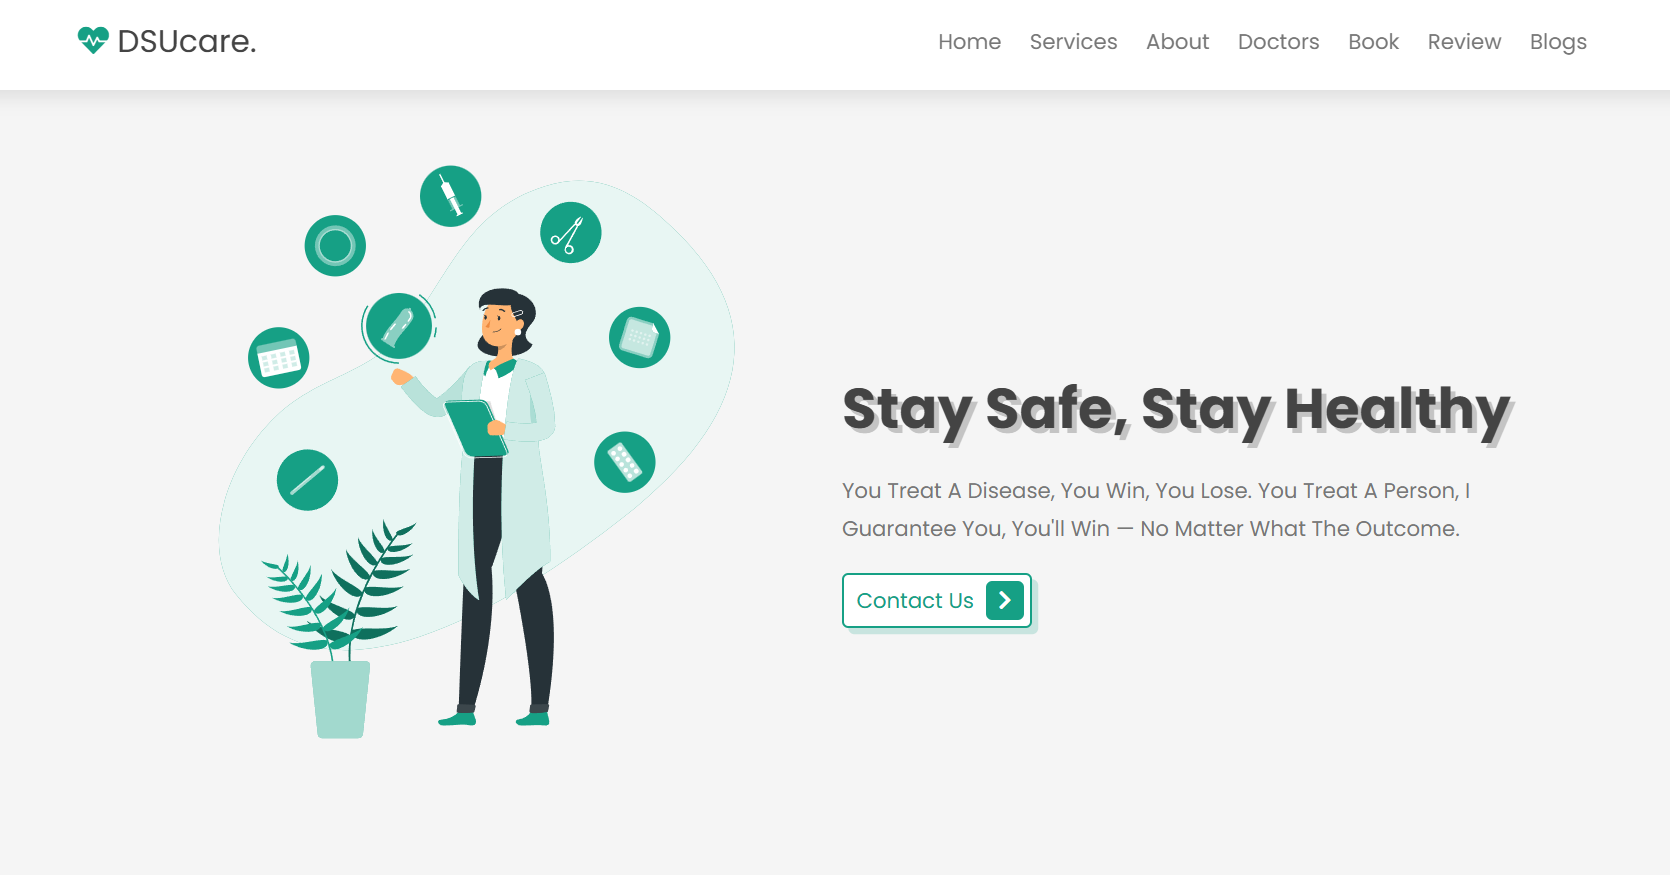 DSUcare.
Home Services About Doctors Book Review Blogs
Stay Safe, Stay Healthy
You Treat A Disease, You Win, You Lose. You Treat A Person, I
Guarantee You, You'll Win — No Matter What The Outcome.
Contact Us